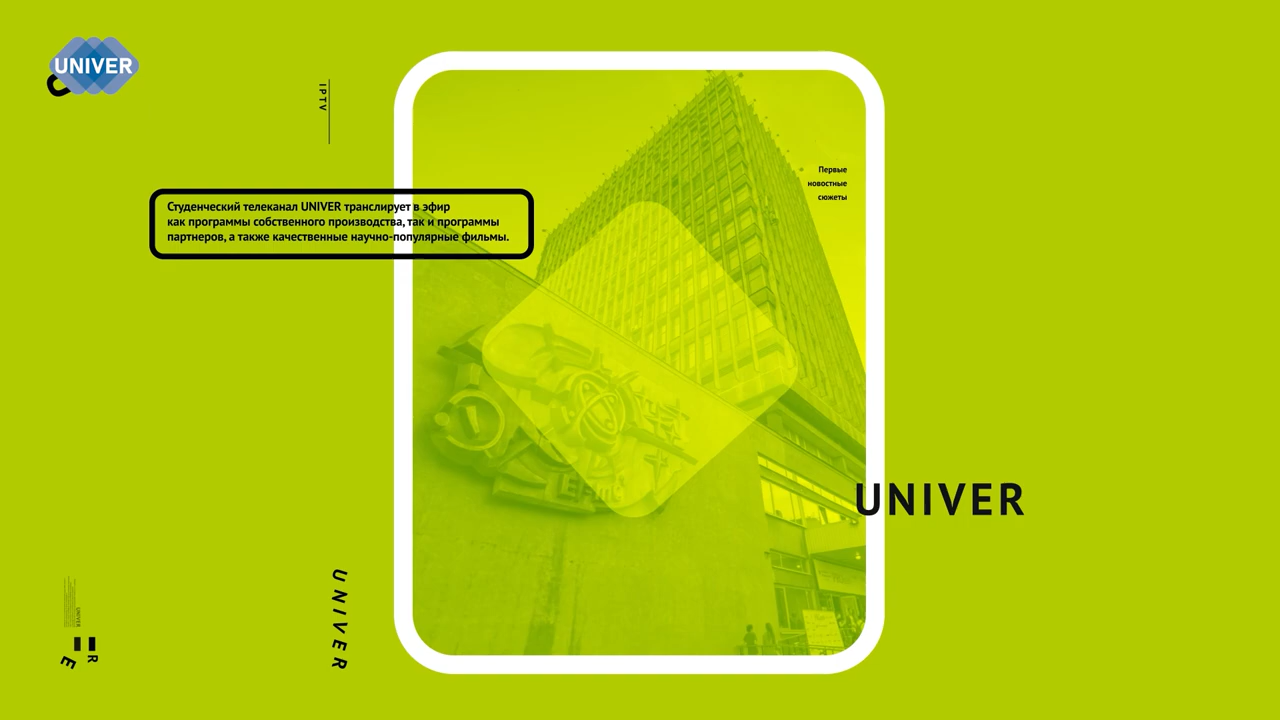 UNIVER
IPTV
Первые
новостные
сюжеты
Студенческий телеканал UNIVER транслирует в эфир
как программы собственного производства, так и программы
партнеров, а также качественные научно-популярные фильмы.
UNIVER
UNIVER
UNIVER
E
R